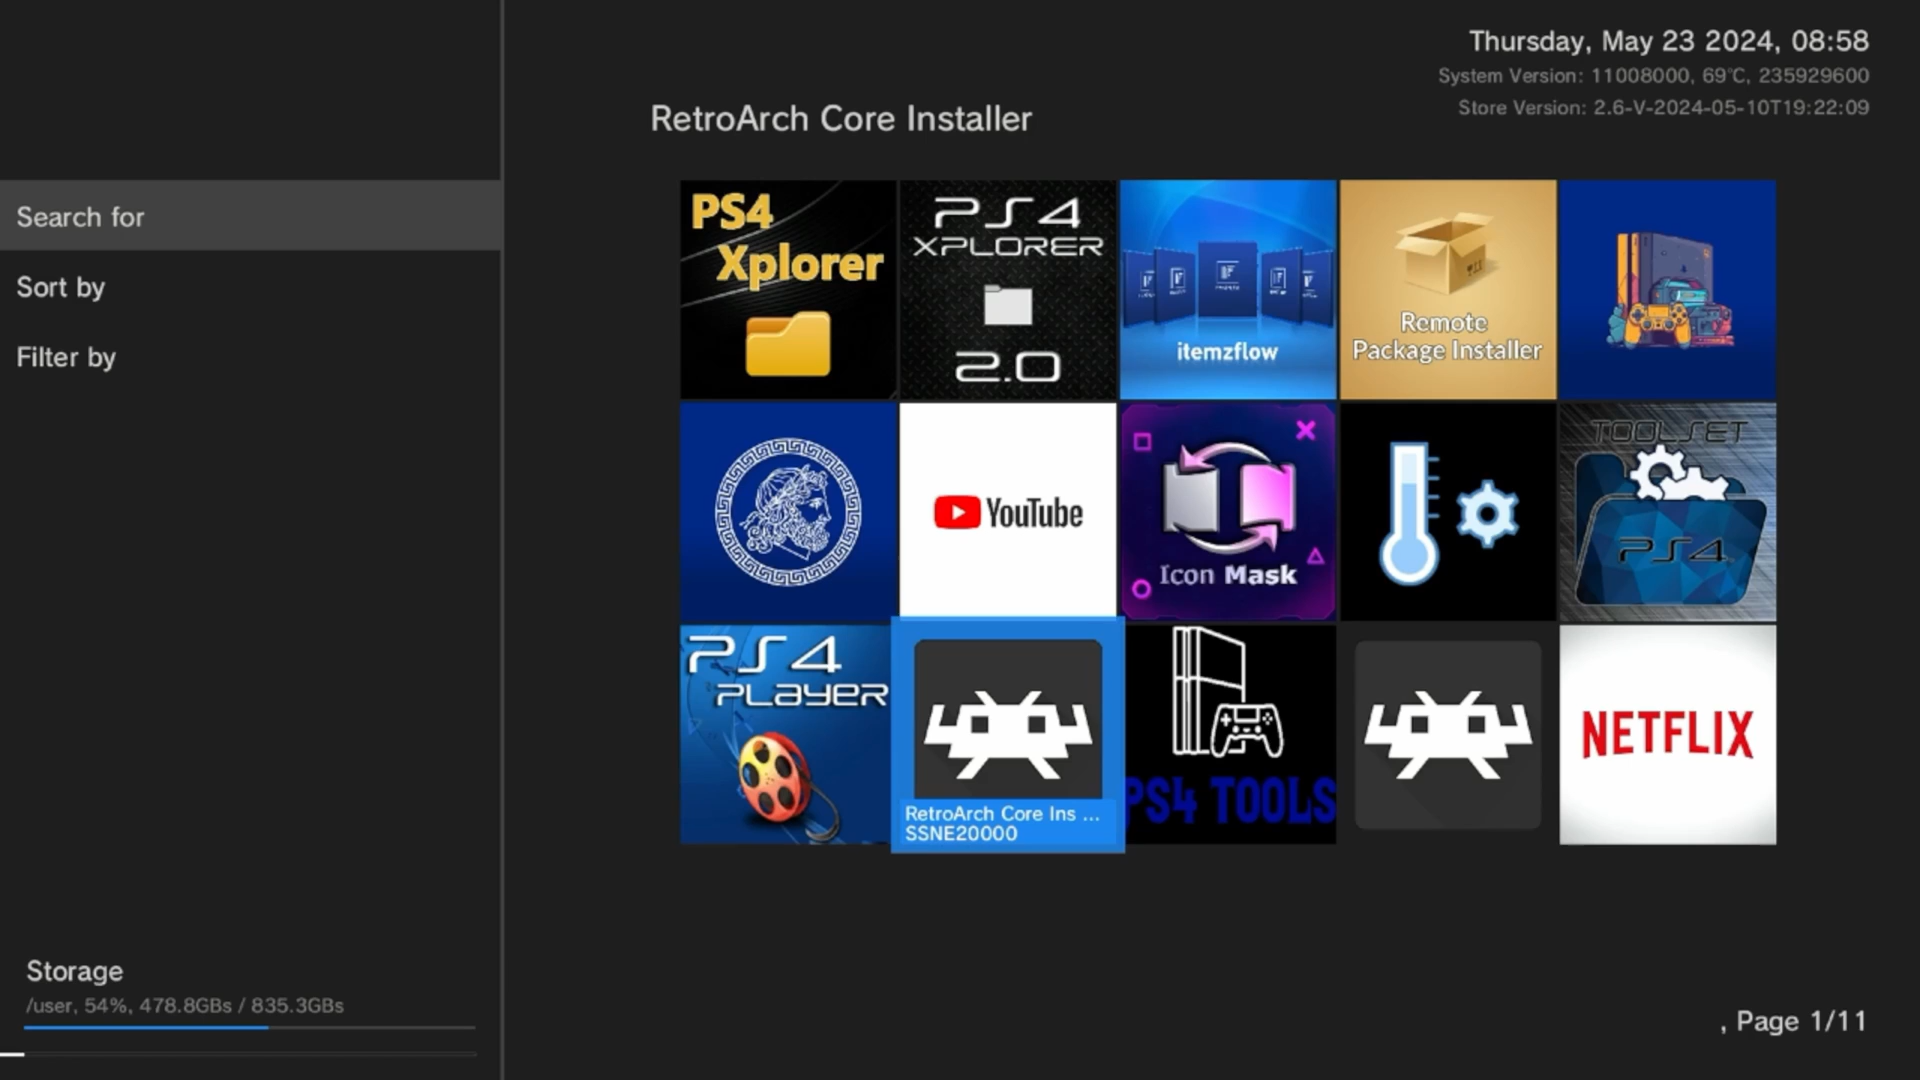 Thursday, May 23 2024, 08:58
System Version: 11008000, 69°C, 235929600
Store Version: 2.6-V-2024-05-10T19:22:09
RetroArch Core Installer
Search for
Sort by
Filter by
PS4
Xplorer
PS4
XPLORER
2.0
itemzflow
Remote
Package Installer
YouTube
Icon Mask
TOOLSET
PS4
PS4
PLAYER
RetroArch Core Ins ...
SSNE20000
PS4 TOOLS
NETFLIX
Storage
/user, 54%, 478.8GBs / 835.3GBs
, Page 1/11